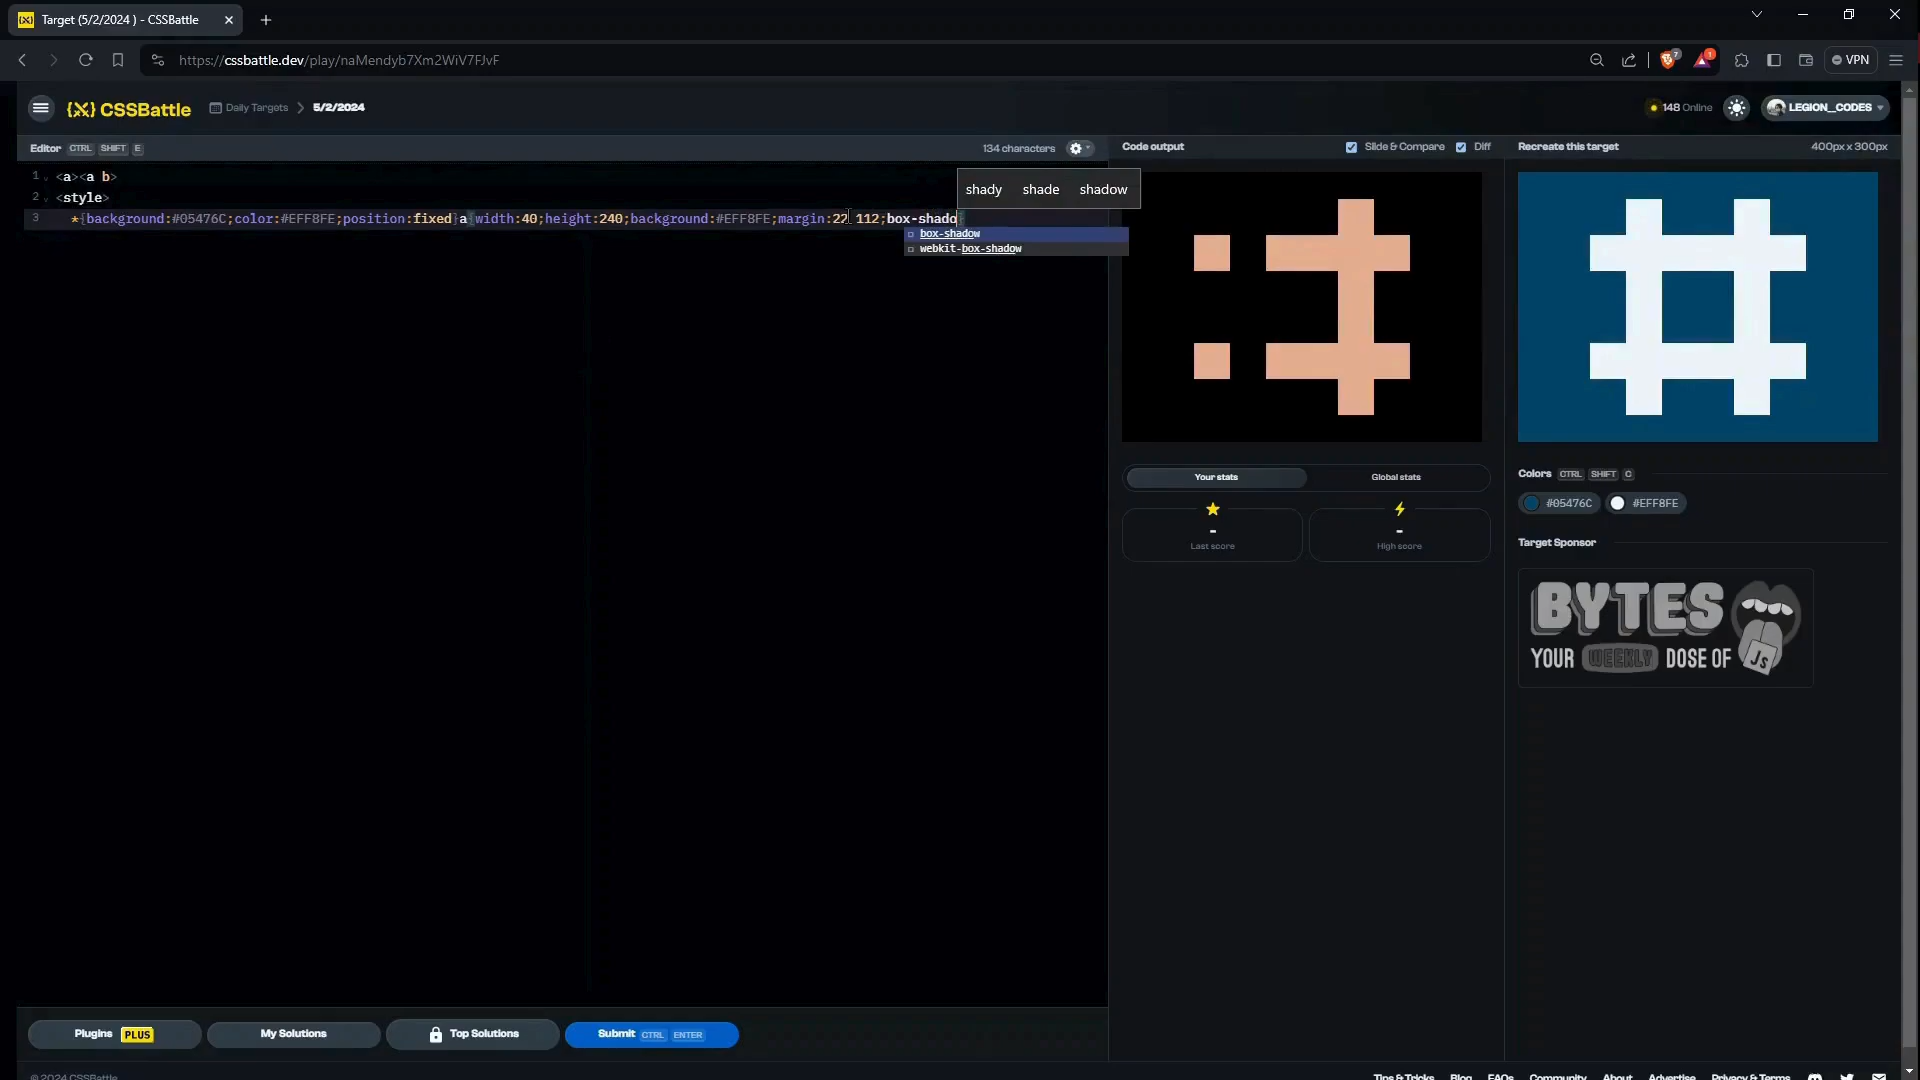 Target (5/2/2024 ) - CSSBattle
https://cssbattle.dev/play/naMendyb7Xm2WiV7FJvF
7
1
VPN
{X} CSSBattle
Daily Targets
5/2/2024
148 Online
LEGION_CODES
Editor CTRL SHIFT E
134 characters
Code output
Slide & Compare
Diff
Recreate this target
400px x 300px
1 <a><a b>
2 <style>
3 *{background:#05476C;color:#EFF8FE;position:fixed}a{width:40;height:240;background:#EFF8FE;margin:22 112;box-shado}
shady shade shadow
box-shadow
webkit-box-shadow
Your stats
Global stats
-
Last score
-
High score
Colors CTRL SHIFT C
#05476C
#EFF8FE
Target Sponsor
BYTES
YOUR WEEKLY DOSE OF JS
Plugins PLUS
My Solutions
Top Solutions
Submit CTRL ENTER
© 2024 CSSBattle
Tips & Tricks Blog FAQs Community About Advertise Privacy & Terms